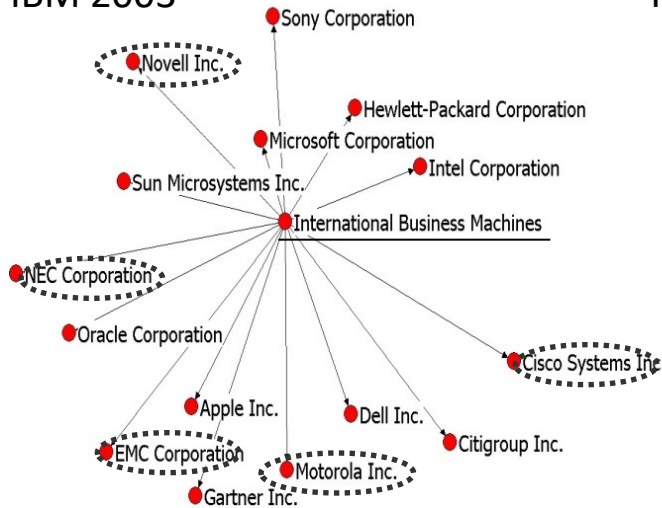 IBM 2003
Sony Corporation
Novell Inc.
Hewlett-Packard Corporation
Microsoft Corporation
Intel Corporation
Sun Microsystems Inc.
International Business Machines
NEC Corporation
Oracle Corporation
Cisco Systems Inc
Apple Inc.
Dell Inc.
EMC Corporation
Citigroup Inc.
Motorola Inc.
Gartner Inc.